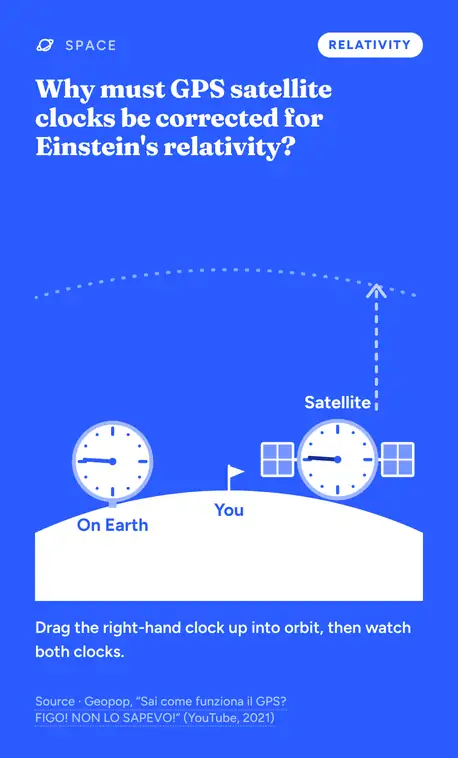 SPACE
RELATIVITY
Why must GPS satellite
clocks be corrected for
Einstein's relativity?
Satellite
You
On Earth
Drag the right-hand clock up into orbit, then watch
both clocks.
Source · Geopop, “Sai come funziona il GPS?
FIGO! NON LO SAPEVO!” (YouTube, 2021)